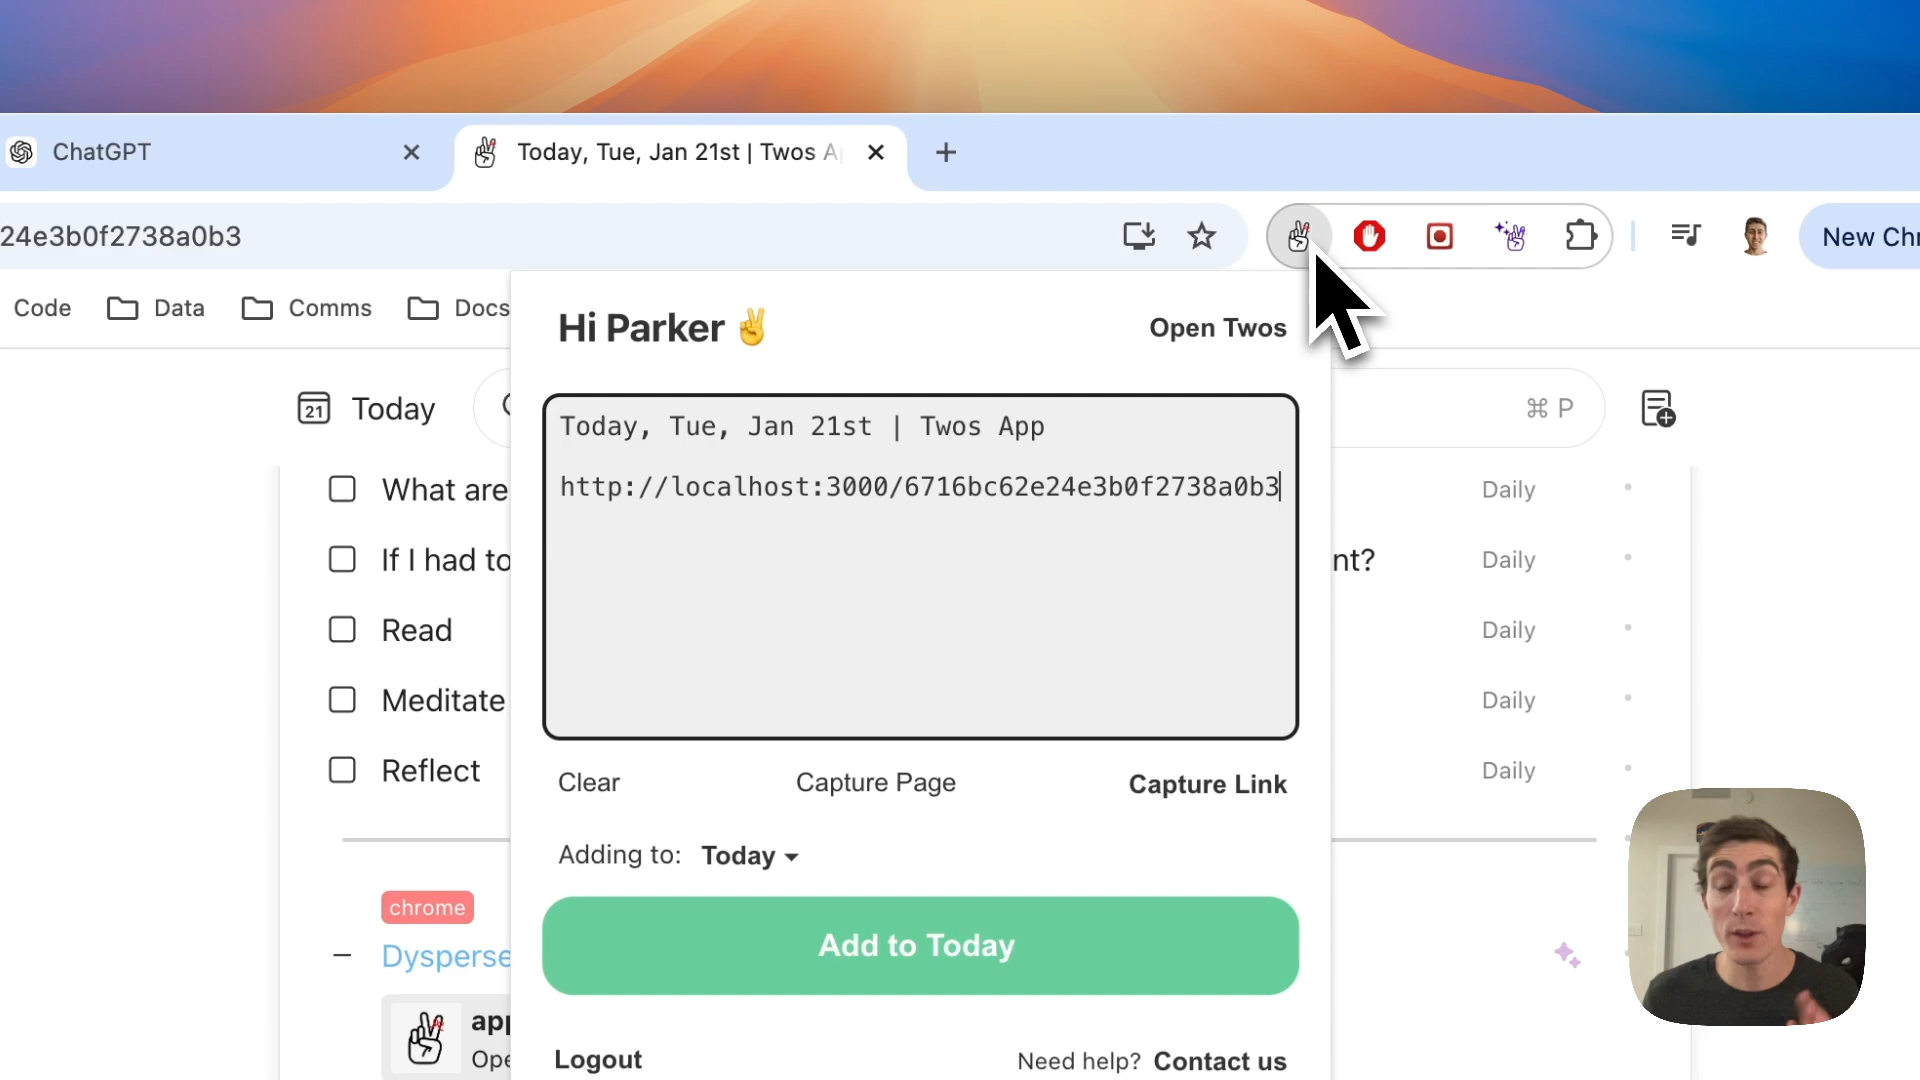 ChatGPT
Today, Tue, Jan 21st | Twos A
24e3b0f2738a0b3
New Chr
Code
Data
Comms
Docs
Hi Parker ✌️
Open Twos
21
Today
⌘ P
Today, Tue, Jan 21st | Twos App
http://localhost:3000/6716bc62e24e3b0f2738a0b3
What are
Daily
If I had to
nt?
Daily
Read
Daily
Meditate
Daily
Reflect
Daily
Clear
Capture Page
Capture Link
Adding to: Today
chrome
Add to Today
Dysperse
app
Ope
Logout
Need help? Contact us